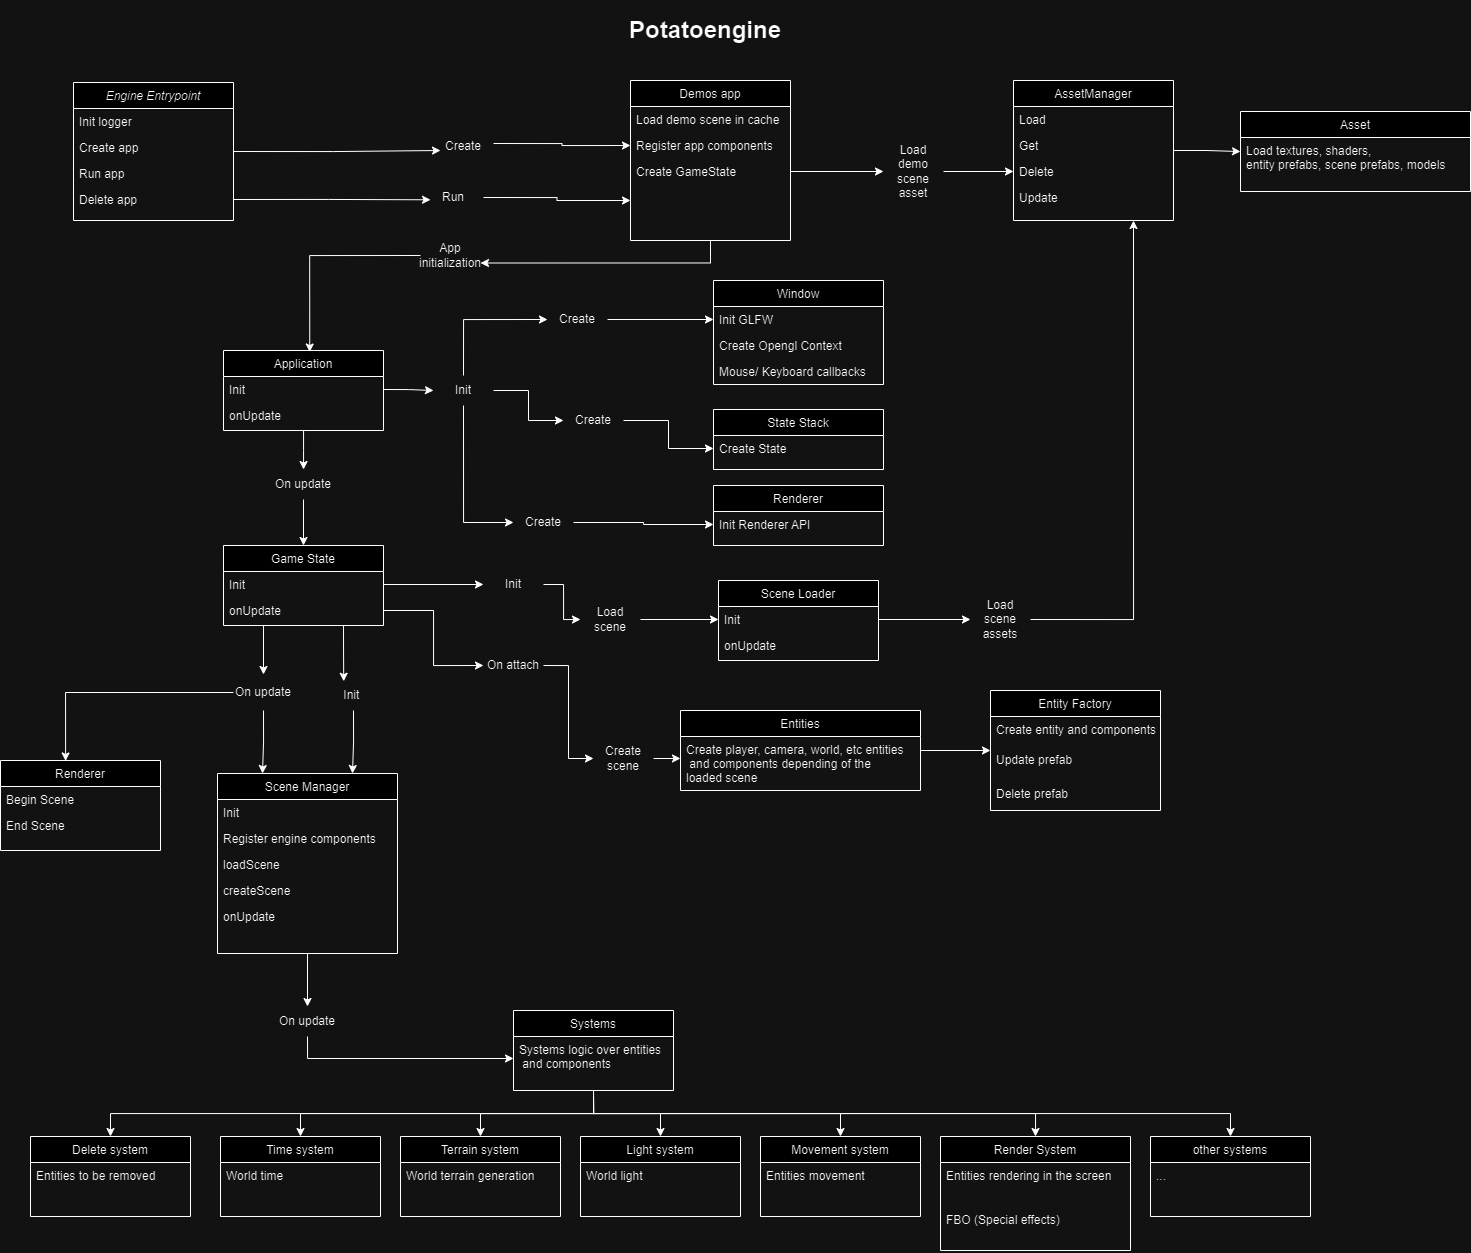 Potatoengine
Engine Entrypoint
Init logger
Create app
Run app
Delete app
Create
Run
Demos app
Load demo scene in cache
Register app components
Create GameState
Load
demo
scene
asset
AssetManager
Load
Get
Delete
Update
Asset
Load textures, shaders,
entity prefabs, scene prefabs, models
App
initialization
Window
Init GLFW
Create Opengl Context
Mouse/ Keyboard callbacks
Create
Application
Init
onUpdate
Init
Create
State Stack
Create State
On update
Create
Renderer
Init Renderer API
Game State
Init
onUpdate
Init
Load
scene
Scene Loader
Init
onUpdate
Load
scene
assets
On attach
On update
Init
Create
scene
Entities
Create player, camera, world, etc entities
and components depending of the
loaded scene
Entity Factory
Create entity and components
Update prefab
Delete prefab
Renderer
Begin Scene
End Scene
Scene Manager
Init
Register engine components
loadScene
createScene
onUpdate
On update
Systems
Systems logic over entities
and components
Delete system
Entities to be removed
Time system
World time
Terrain system
World terrain generation
Light system
World light
Movement system
Entities movement
Render System
Entities rendering in the screen
FBO (Special effects)
other systems
...